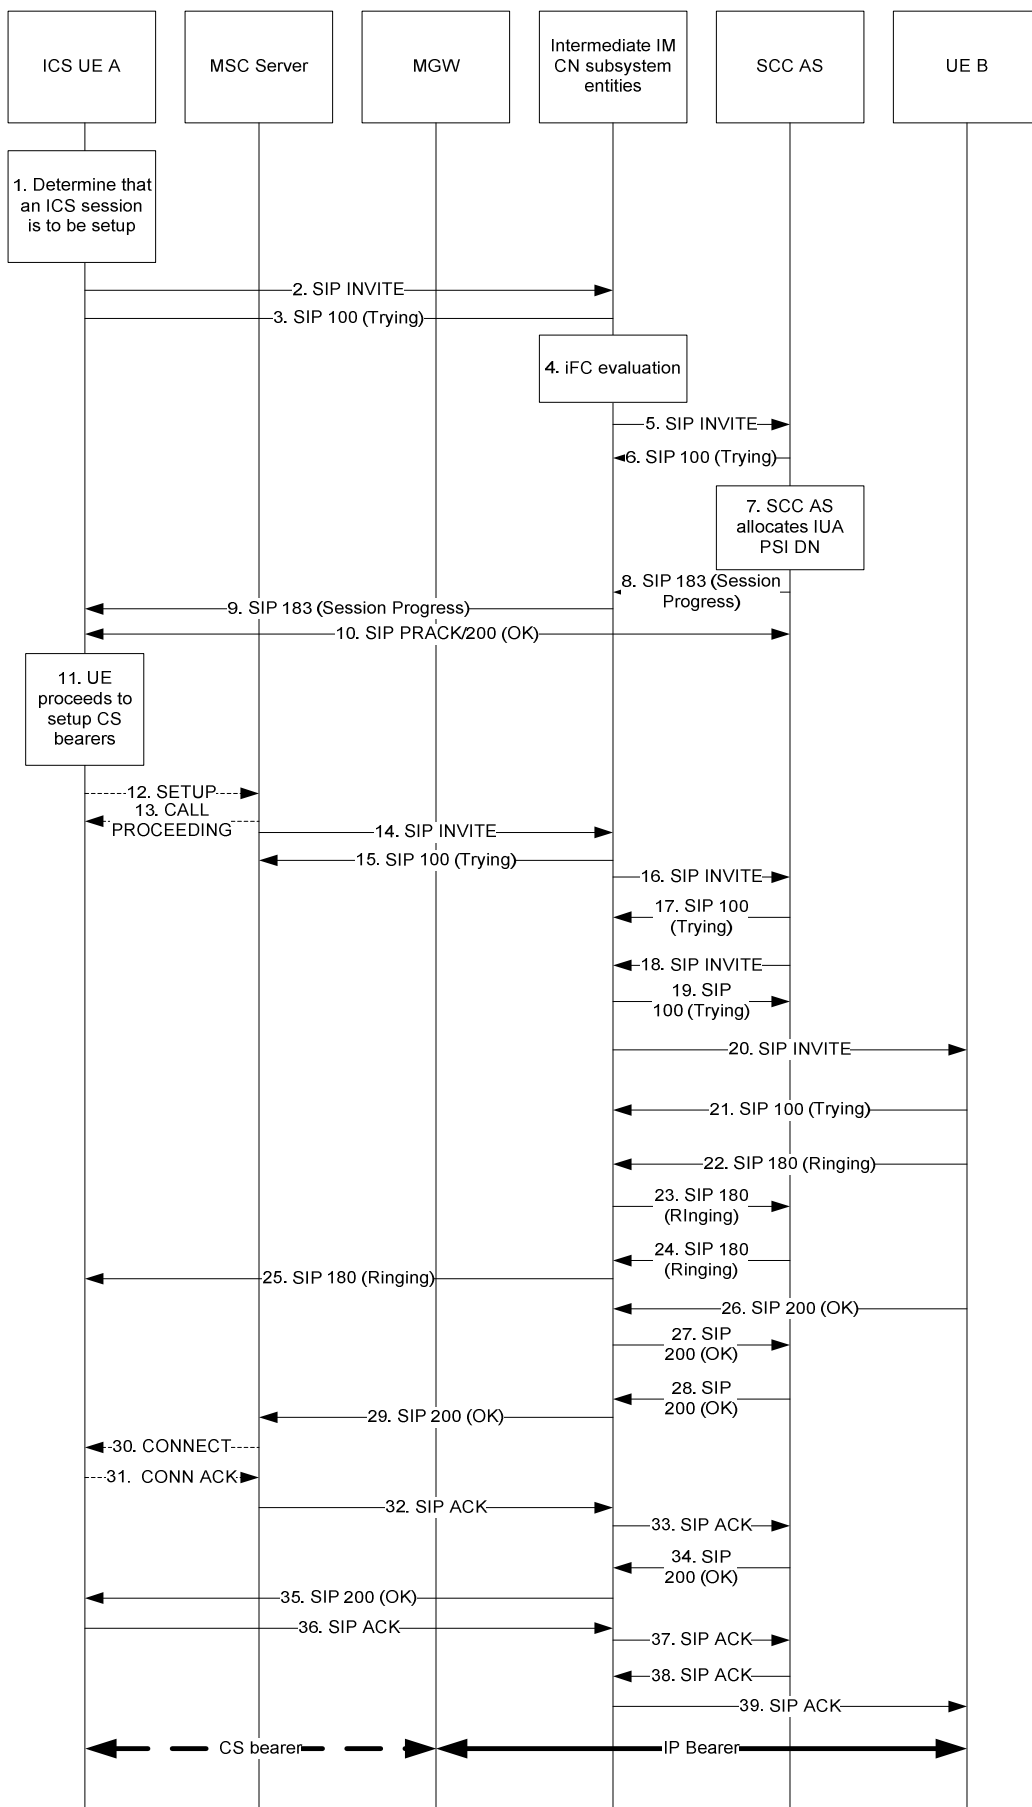 ICS UE A
MSC Server
MGW
Intermediate IM
CN subsystem
entities
SCC AS
UE B
1. Determine that
an ICS session
is to be setup
2. SIP INVITE
3. SIP 100 (Trying)
4. iFC evaluation
5. SIP INVITE
6. SIP 100 (Trying)
7. SCC AS
allocates IUA
PSI DN
8. SIP 183 (Session
Progress)
9. SIP 183 (Session Progress)
10. SIP PRACK/200 (OK)
11. UE
proceeds to
setup CS
bearers
12. SETUP
13. CALL
PROCEEDING
14. SIP INVITE
15. SIP 100 (Trying)
16. SIP INVITE
17. SIP 100
(Trying)
18. SIP INVITE
19. SIP
100 (Trying)
20. SIP INVITE
21. SIP 100 (Trying)
22. SIP 180 (Ringing)
23. SIP 180
(RInging)
24. SIP 180
(Ringing)
25. SIP 180 (Ringing)
26. SIP 200 (OK)
27. SIP
200 (OK)
28. SIP
200 (OK)
29. SIP 200 (OK)
30. CONNECT
31. CONN ACK
32. SIP ACK
33. SIP ACK
34. SIP
200 (OK)
35. SIP 200 (OK)
36. SIP ACK
37. SIP ACK
38. SIP ACK
39. SIP ACK
CS bearer
IP Bearer